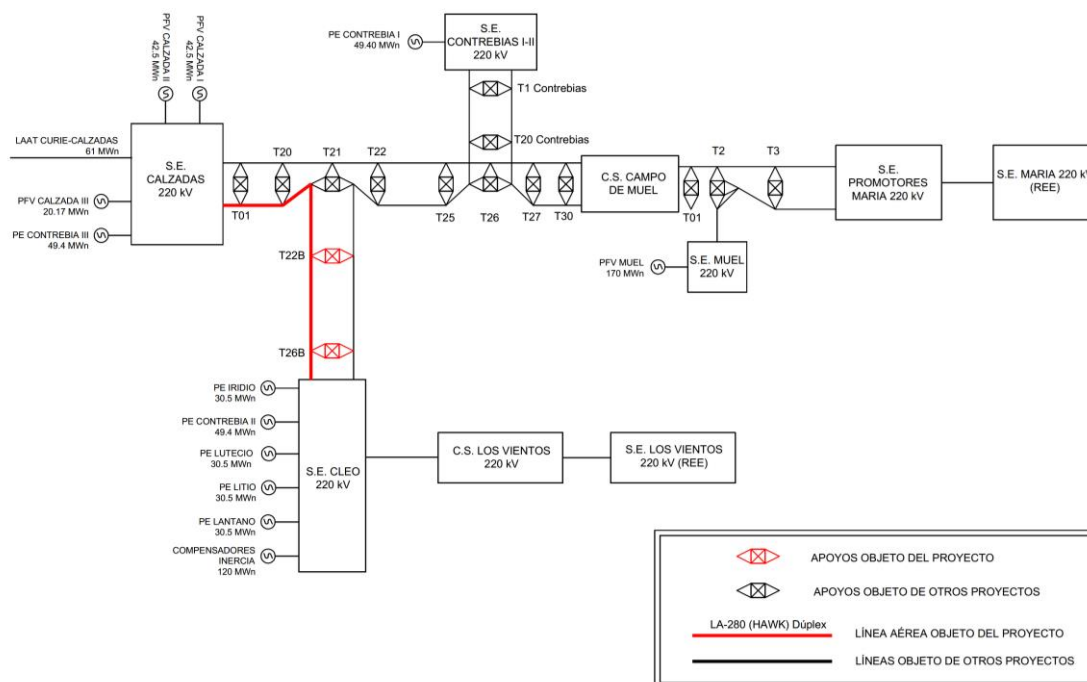 PFV CALZADA II
42.5 MWn
PFV CALZADA I
42.5 MWn
PE CONTREBIA I
49.40 MWn
S.E.
CONTREBIAS I-II
220 kV
T1 Contrebias
T20 Contrebias
LAAT CURIE-CALZADAS
61 MWn
S.E.
CALZADAS
220 kV
PFV CALZADA III
20.17 MWn
PE CONTREBIA III
49.4 MWn
T20
T21
T22
T01
T25
T26
T27
T30
C.S. CAMPO
DE MUEL
T2
T3
T01
S.E.
PROMOTORES
MARIA 220 kV
S.E. MARIA 220 kV
(REE)
PFV MUEL
170 MWn
S.E. MUEL
220 kV
T22B
T26B
PE IRIDIO
30.5 MWn
PE CONTREBIA II
49.4 MWn
PE LUTECIO
30.5 MWn
PE LITIO
30.5 MWn
PE LANTANO
30.5 MWn
COMPENSADORES
INERCIA
120 MWn
S.E. CLEO
220 kV
C.S. LOS VIENTOS
220 kV
S.E. LOS VIENTOS
220 kV (REE)
APOYOS OBJETO DEL PROYECTO
APOYOS OBJETO DE OTROS PROYECTOS
LA-280 (HAWK) Dúplex
LÍNEA AÉREA OBJETO DEL PROYECTO
LÍNEAS OBJETO DE OTROS PROYECTOS